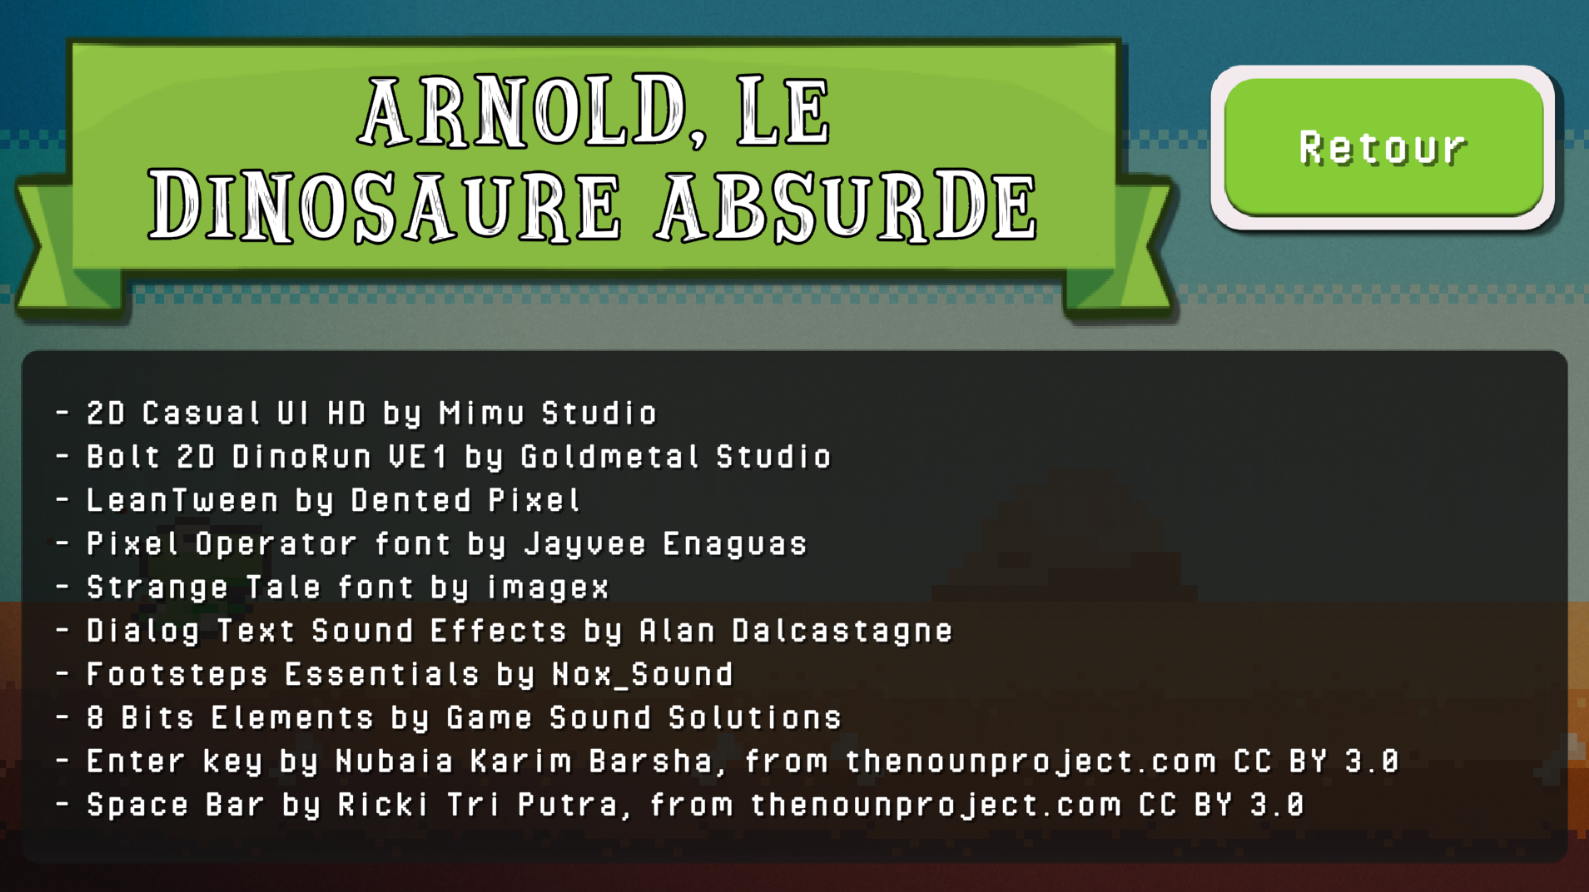 ARNOLD, LE
DINOSAURE ABSURDE
Retour
- 2D Casual UI HD by Mimu Studio
- Bolt 2D DinoRun VE1 by Goldmetal Studio
- LeanTween by Dented Pixel
- Pixel Operator font by Jayvee Enaguas
- Strange Tale font by imagex
- Dialog Text Sound Effects by Alan Dalcastagne
- Footsteps Essentials by Nox_Sound
- 8 Bits Elements by Game Sound Solutions
- Enter key by Nubaia Karim Barsha, from thenounproject.com CC BY 3.0
- Space Bar by Ricki Tri Putra, from thenounproject.com CC BY 3.0